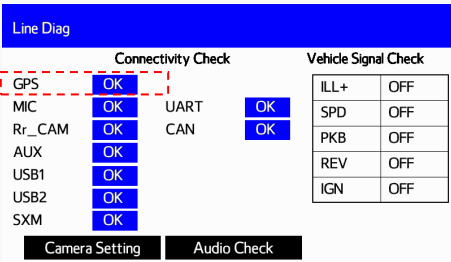 Line Diag
Connectivity Check Vehicle Signal Check
GPS OK
MIC OK UART OK
Rr_CAM OK CAN OK
AUX OK
USB1 OK
USB2 OK
SXM OK
ILL+ OFF
SPD OFF
PKB OFF
REV OFF
IGN OFF
Camera Setting Audio Check